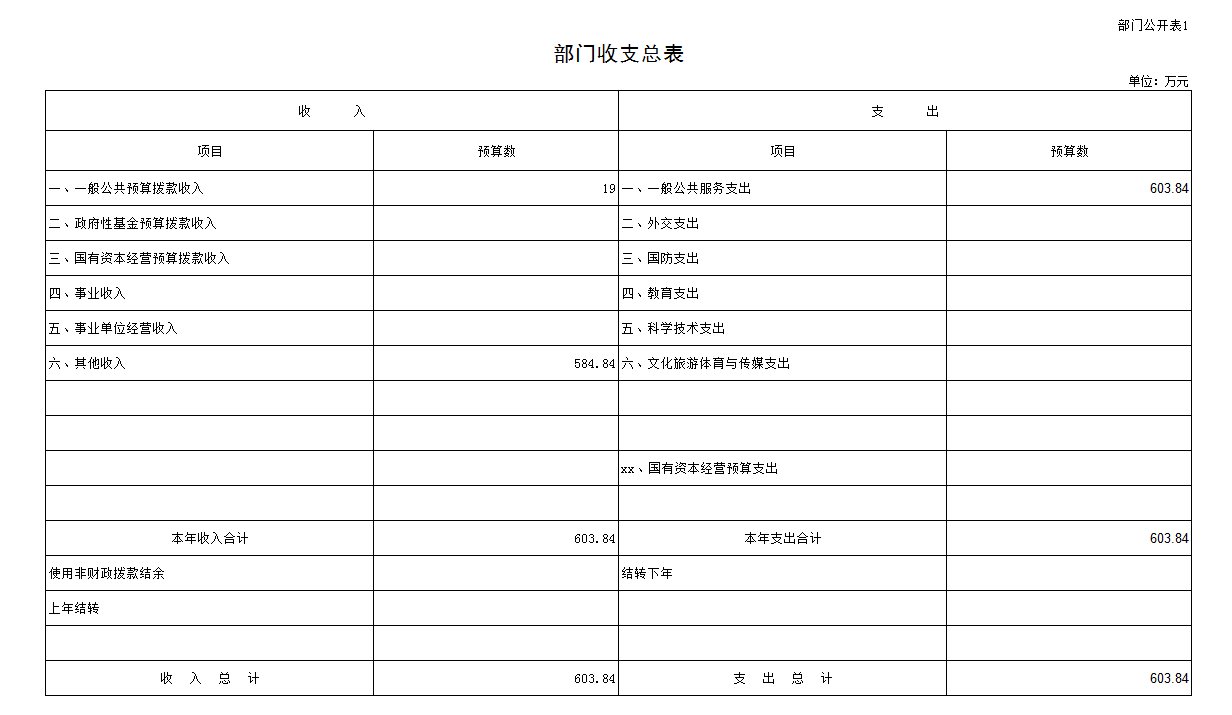 部门公开表1
部门收支总表
单位：万元
收 入 支 出
项目 预算数 项目 预算数
一、一般公共预算拨款收入 19 一、一般公共服务支出 603.84
二、政府性基金预算拨款收入 二、外交支出
三、国有资本经营预算拨款收入 三、国防支出
四、事业收入 四、教育支出
五、事业单位经营收入 五、科学技术支出
六、其他收入 584.84 六、文化旅游体育与传媒支出
xx、国有资本经营预算支出
本年收入合计 603.84 本年支出合计 603.84
使用非财政拨款结余 结转下年
上年结转
收 入 总 计 603.84 支 出 总 计 603.84